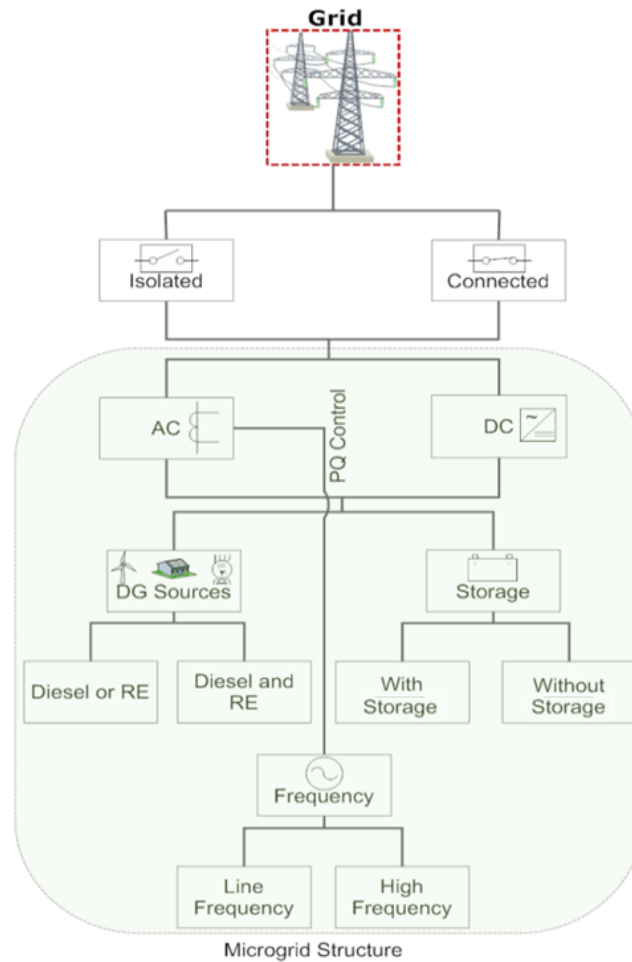 Grid
Isolated
Connected
AC
PQ Control
DC
DG Sources
Storage
Diesel or RE
Diesel and
RE
With
Storage
Without
Storage
Frequency
Line
Frequency
High
Frequency
Microgrid Structure